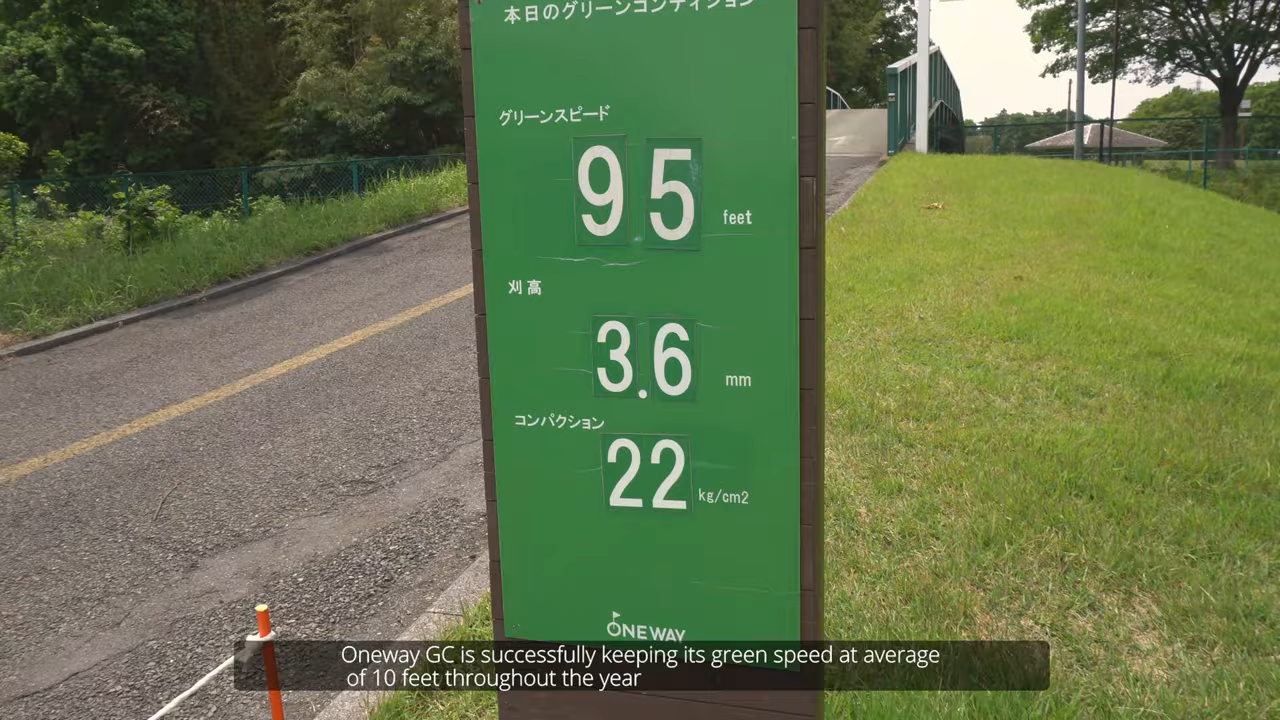 本日のグリーンコンディション
グリーンスピード
9 5 feet
刈高
3.6 mm
コンパクション
22 kg/cm2
ONEWAY
Oneway GC is successfully keeping its green speed at average
of 10 feet throughout the year